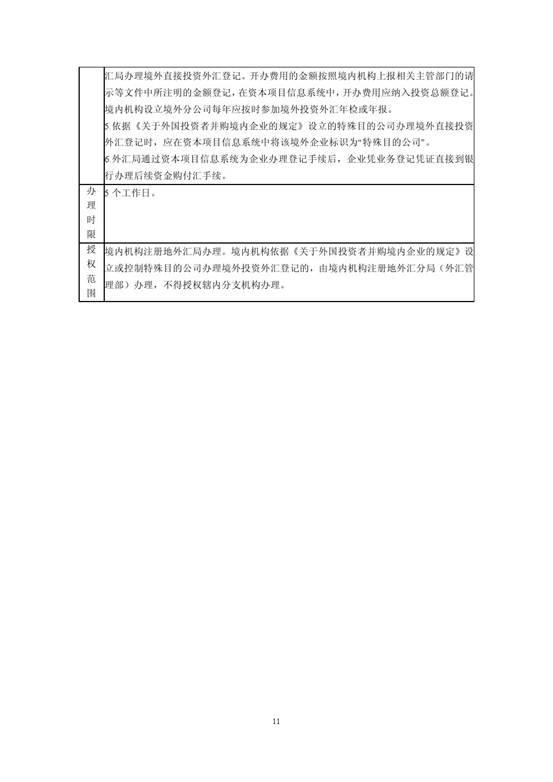 汇局办理境外直接投资外汇登记。开办费用的金额按照境内机构上报相关主管部门的请
示等文件中所注明的金额登记，在资本项目信息系统中，开办费用应纳入投资总额登记。
境内机构设立境外分公司每年应按时参加境外投资外汇年检或年报。
5.依据《关于外国投资者并购境内企业的规定》设立的特殊目的公司办理境外直接投资
外汇登记时，应在资本项目信息系统中将该境外企业标识为“特殊目的公司”。
6.外汇局通过资本项目信息系统为企业办理登记手续后，企业凭业务登记凭证直接到银
行办理后续资金购付汇手续。
办
理
时
限
5 个工作日。
授
权
范
围
境内机构注册地外汇局办理。境内机构依据《关于外国投资者并购境内企业的规定》设
立或控制特殊目的公司办理境外投资外汇登记的，由境内机构注册地外汇分局（外汇管
理部）办理，不得授权辖内分支机构办理。
11